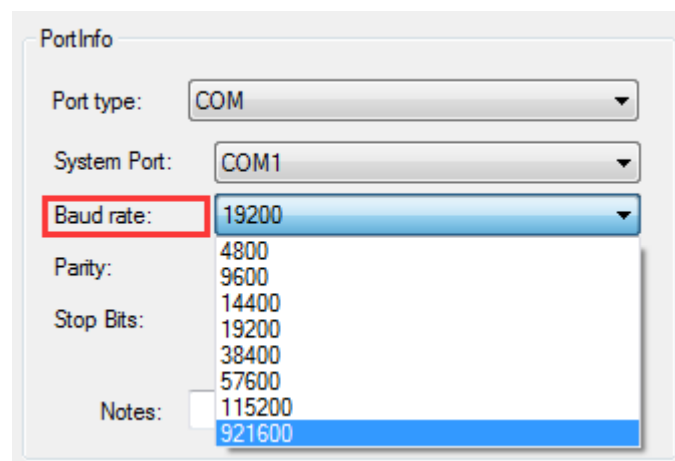 PortInfo
Port type: COM
System Port: COM1
Baud rate: 19200
4800
9600
Parity:
14400
Stop Bits:
19200
38400
57600
Notes:
115200
921600